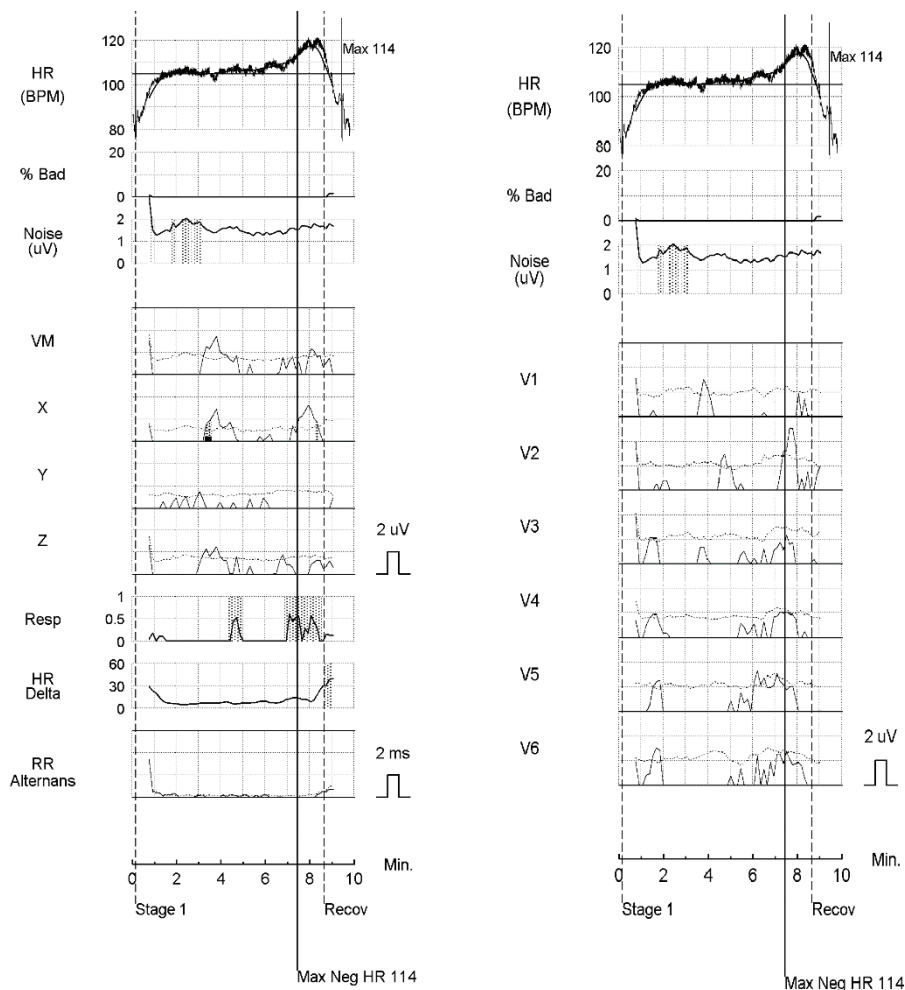 120
HR
(BPM)
100
80
Max 114
20
% Bad
0
Noise
(uV)
2
1
0
VM
X
Y
Z
2 uV
Resp
1
0.5
0
HR
Delta
60
30
0
RR
Alternans
2 ms
0 2 4 6 8 10
Min.
Stage 1
Recov
Max Neg HR 114
120
HR
(BPM)
100
80
Max 114
20
% Bad
0
Noise
(uV)
2
1
0
V1
V2
V3
V4
V5
V6
2 uV
0 2 4 6 8 10
Min.
Stage 1
Recov
Max Neg HR 114